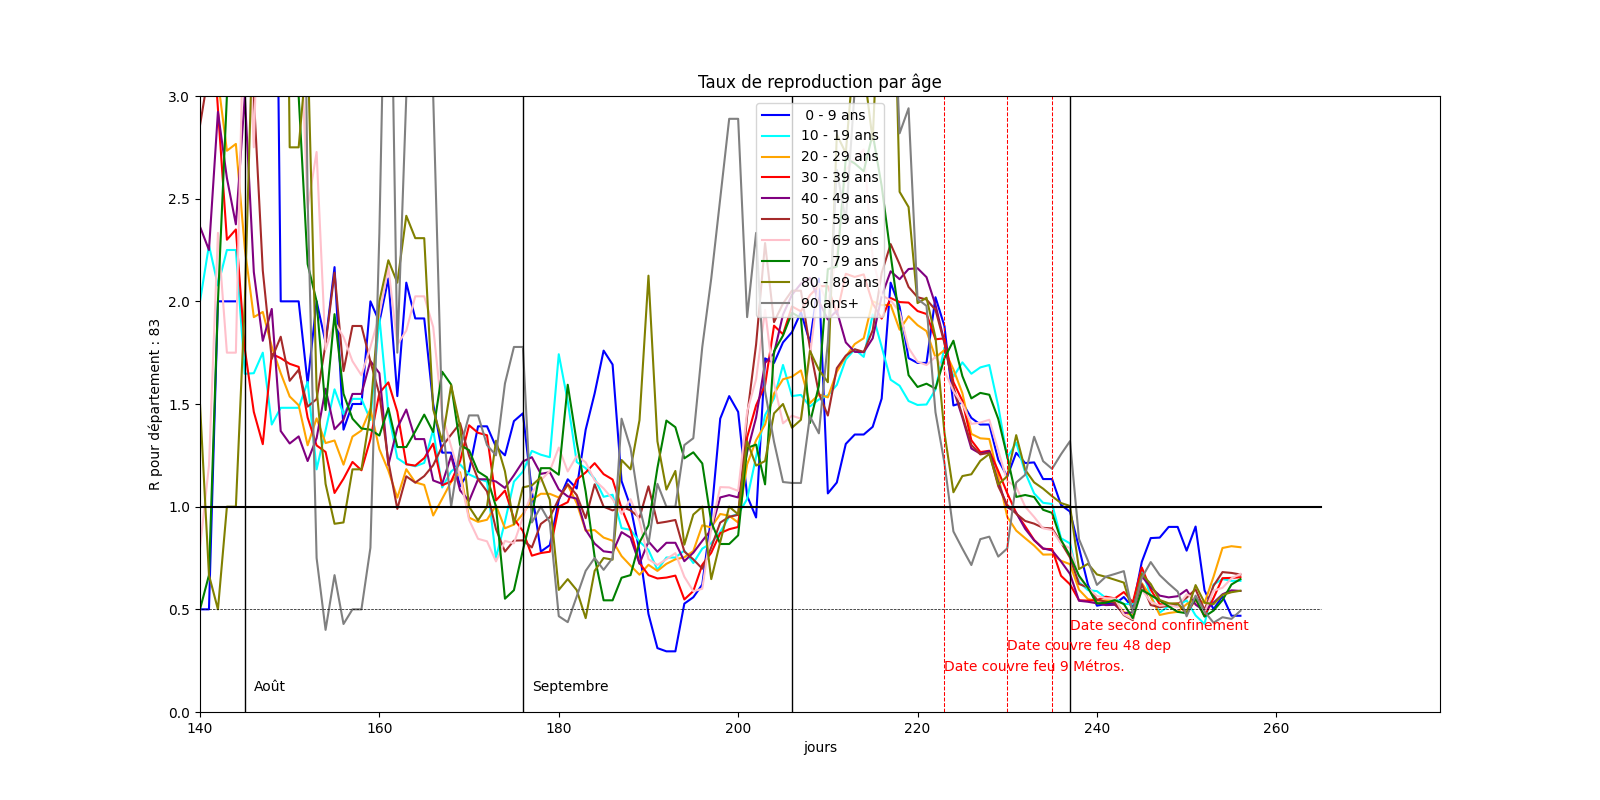 Taux de reproduction par âge
3.0
2.5
2.0
1.5
1.0
0.5
0.0
R pour département : 83
0 - 9 ans
10 - 19 ans
20 - 29 ans
30 - 39 ans
40 - 49 ans
50 - 59 ans
60 - 69 ans
70 - 79 ans
80 - 89 ans
90 ans+
Date second confinement
Date couvre feu 48 dep
Date couvre feu 9 Métros.
Août
Septembre
140
160
180
200
220
240
260
jours